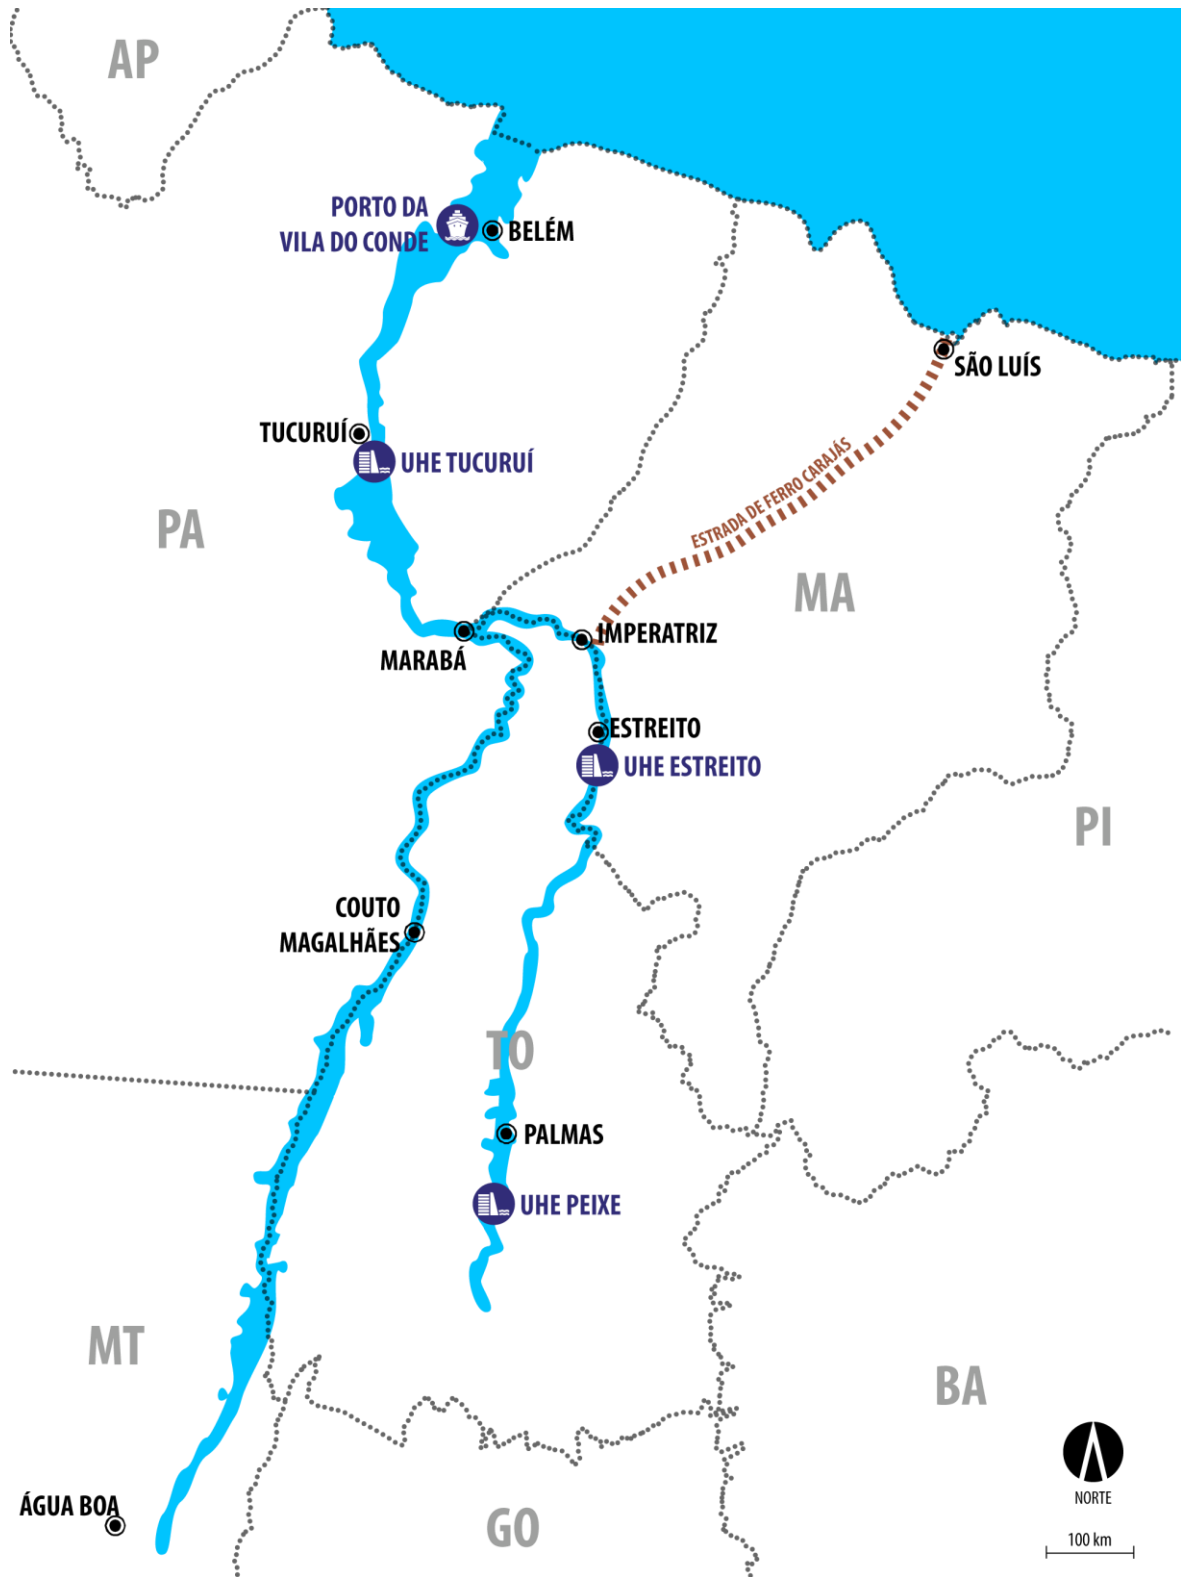 AP
PORTO DA
VILA DO CONDE
BELÉM
SÃO LUÍS
TUCURUÍ
UHE TUCURUÍ
ESTRADA DE FERRO CARAJÁS
PA
MA
IMPERATRIZ
MARABÁ
ESTREITO
UHE ESTREITO
PI
COUTO
MAGALHÃES
TO
PALMAS
UHE PEIXE
MT
BA
NORTE
ÁGUA BOA
GO
100 km